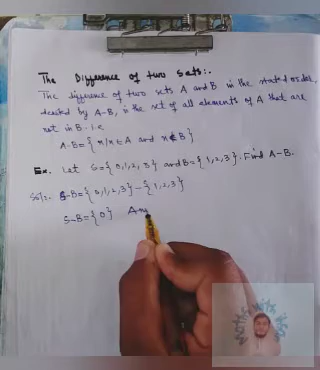 The Difference of two sets:-
The difference of two sets A and B in the stated order,
denoted by A-B, is the set of all elements of A that are
not in B. i.e
A-B={x/x∈A and x∉B}
Ex. Let S={0,1,2,3} and B={1,2,3}. Find A-B.
Sol:. S-B={0,1,2,3}-{1,2,3}
S-B={0} Ans